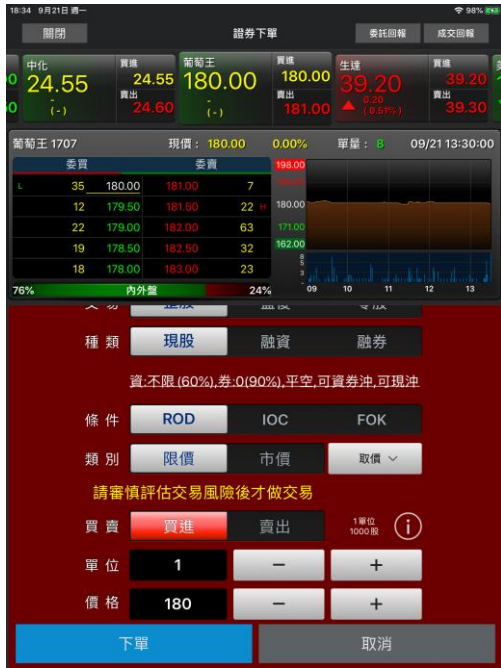 18:34 9月21日 週一 98%
關閉 證券下單 委託回報 成交回報
中化 買進 葡萄王 買進 生達 買進
24.55 24.55 180.00 180.00 39.20 39.20
賣出 賣出 0.20 賣出
(-) 24.60 (-) 181.00 (0.51%) 39.30
葡萄王 1707 現價: 180.00 0.00% 單量: 8 09/21 13:30:00
委買 委賣 198.00
L 35 180.00 181.00 7
12 179.50 181.50 22 H 180.00
22 179.00 182.00 63 171.00
19 178.50 182.50 32 162.00
18 178.00 183.00 23
8
5
3
76% 內外盤 24% 09 10 11 12 13
種類 現股 融資 融券
資:不限(60%),券:0(90%),平空,可資券沖,可現沖
條件 ROD IOC FOK
類別 限價 市價 取價
請審慎評估交易風險後才做交易
買賣 買進 賣出 1單位 i
1000股
單位 1 − +
價格 180 − +
下單 取消